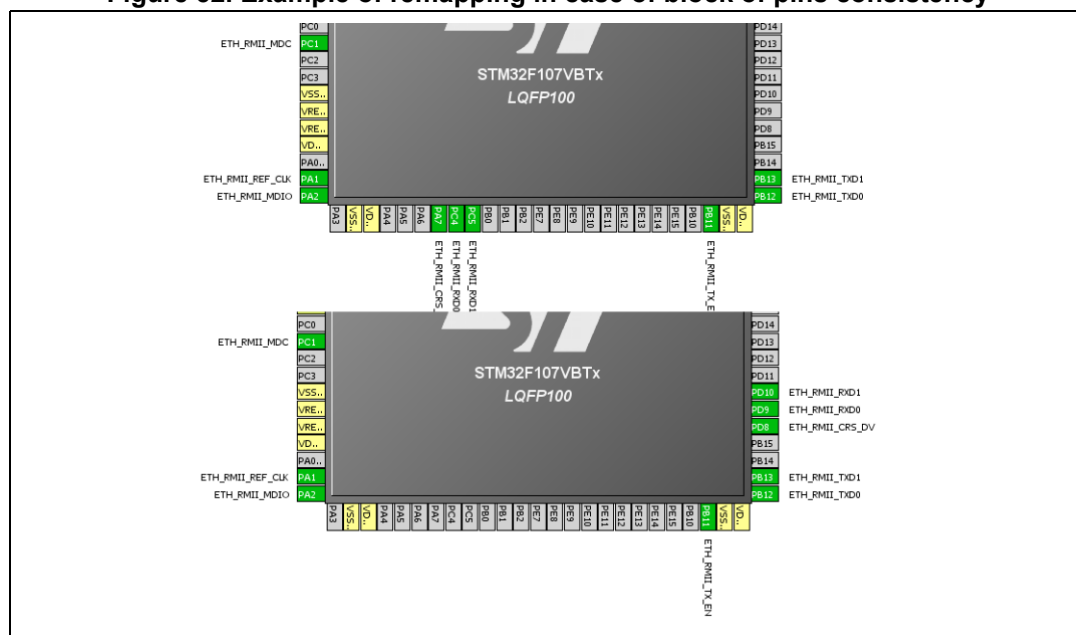 Figure 32. Example of remapping in case of block of pins consistency
PC0
ETH_RMII_MDC PC1
PC2
PC3
VSS..
VRE..
VRE..
VD..
PA0..
ETH_RMII_REF_CLK PA1
ETH_RMII_MDIO PA2
STM32F107VBTx
LQFP100
PD14
PD13
PD12
PD11
PD10
PD9
PD8
PB15
PB14
PB13 ETH_RMII_TXD1
PB12 ETH_RMII_TXD0
PA3 VSS.. VD.. PA4 PA5 PA6 PA7 PC4 PC5 PB0 PB1 PB2 PE7 PE8 PE9 PE10 PE11 PE12 PE13 PE14 PE15 PB10 PB11 VSS.. VD..
ETH_RMII_CRS_
ETH_RMII_RXD0
ETH_RMII_RXD1
ETH_RMII_TX_E
PC0
ETH_RMII_MDC PC1
PC2
PC3
VSS..
VRE..
VRE..
VD..
PA0..
ETH_RMII_REF_CLK PA1
ETH_RMII_MDIO PA2
STM32F107VBTx
LQFP100
PD14
PD13
PD12
PD11
PD10 ETH_RMII_RXD1
PD9 ETH_RMII_RXD0
PD8 ETH_RMII_CRS_DV
PB15
PB14
PB13 ETH_RMII_TXD1
PB12 ETH_RMII_TXD0
PA3 VSS.. VD.. PA4 PA5 PA6 PA7 PC4 PC5 PB0 PB1 PB2 PE7 PE8 PE9 PE10 PE11 PE12 PE13 PE14 PE15 PB10 PB11 VSS.. VD..
ETH_RMII_TX_EN